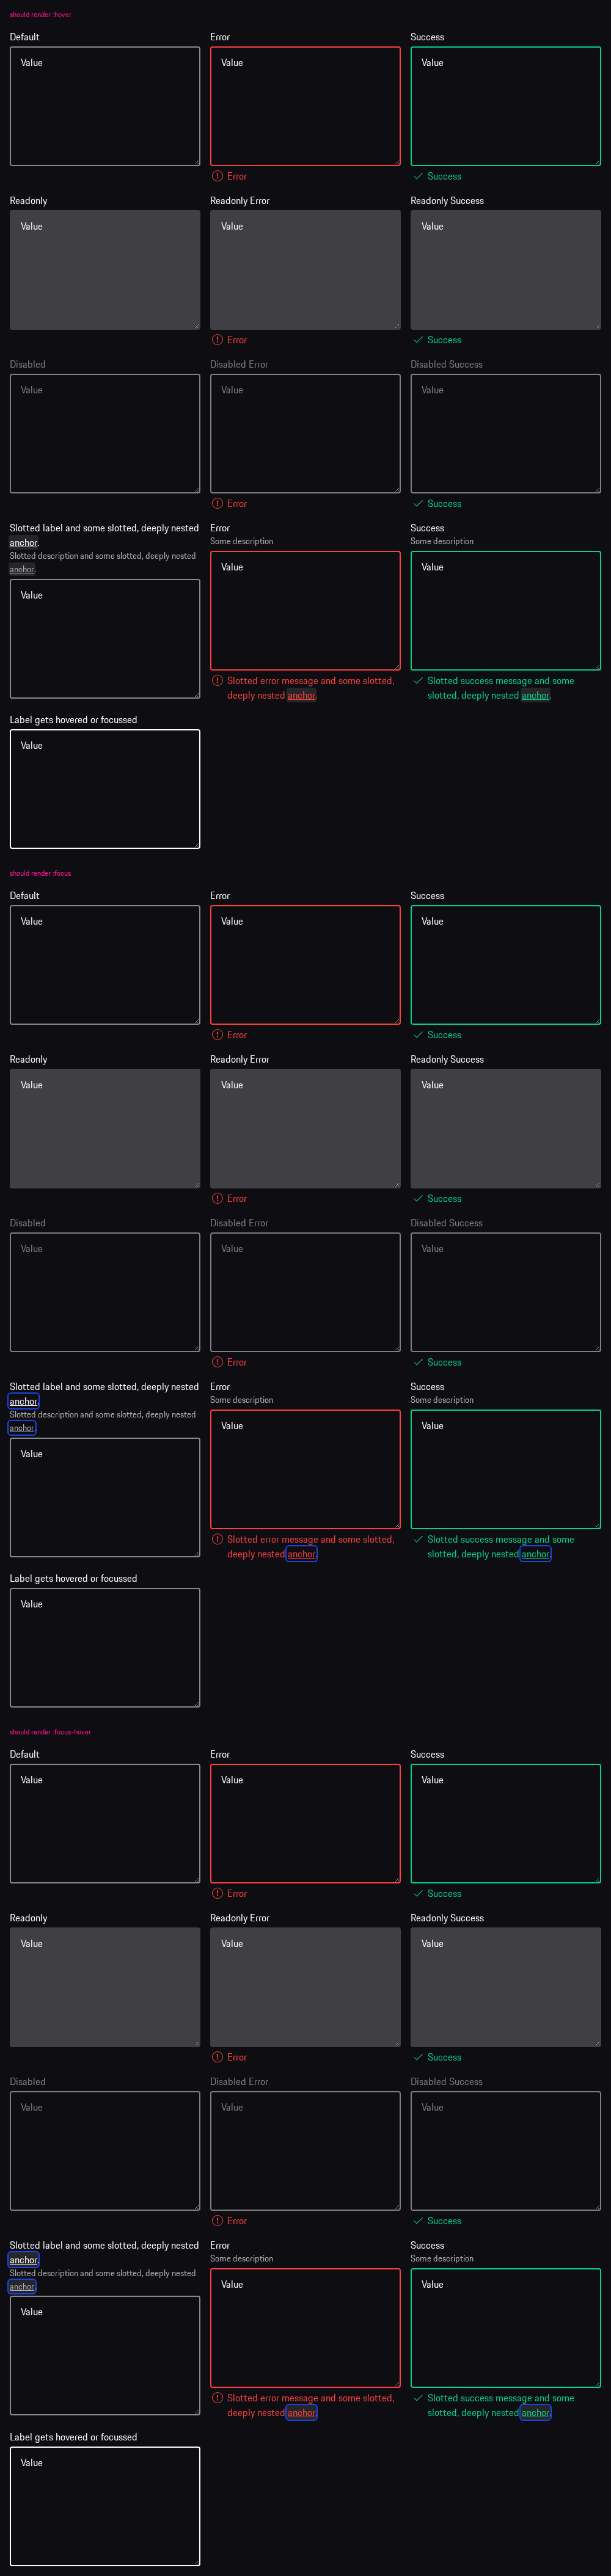 should render :hover
Default
Error
Success
Value
Value
Value
Error
Success
Readonly
Readonly Error
Readonly Success
Value
Value
Value
Error
Success
Disabled
Disabled Error
Disabled Success
Value
Value
Value
Error
Success
Slotted label and some slotted, deeply nested
anchor.
Slotted description and some slotted, deeply nested
anchor.
Value
Error
Some description
Value
Slotted error message and some slotted,
deeply nested anchor.
Success
Some description
Value
Slotted success message and some
slotted, deeply nested anchor.
Label gets hovered or focussed
Value
should render :focus
Default
Error
Success
Value
Value
Value
Error
Success
Readonly
Readonly Error
Readonly Success
Value
Value
Value
Error
Success
Disabled
Disabled Error
Disabled Success
Value
Value
Value
Error
Success
Slotted label and some slotted, deeply nested
anchor.
Slotted description and some slotted, deeply nested
anchor.
Value
Error
Some description
Value
Slotted error message and some slotted,
deeply nested anchor.
Success
Some description
Value
Slotted success message and some
slotted, deeply nested anchor.
Label gets hovered or focussed
Value
should render :focus-hover
Default
Error
Success
Value
Value
Value
Error
Success
Readonly
Readonly Error
Readonly Success
Value
Value
Value
Error
Success
Disabled
Disabled Error
Disabled Success
Value
Value
Value
Error
Success
Slotted label and some slotted, deeply nested
anchor.
Slotted description and some slotted, deeply nested
anchor.
Value
Error
Some description
Value
Slotted error message and some slotted,
deeply nested anchor.
Success
Some description
Value
Slotted success message and some
slotted, deeply nested anchor.
Label gets hovered or focussed
Value